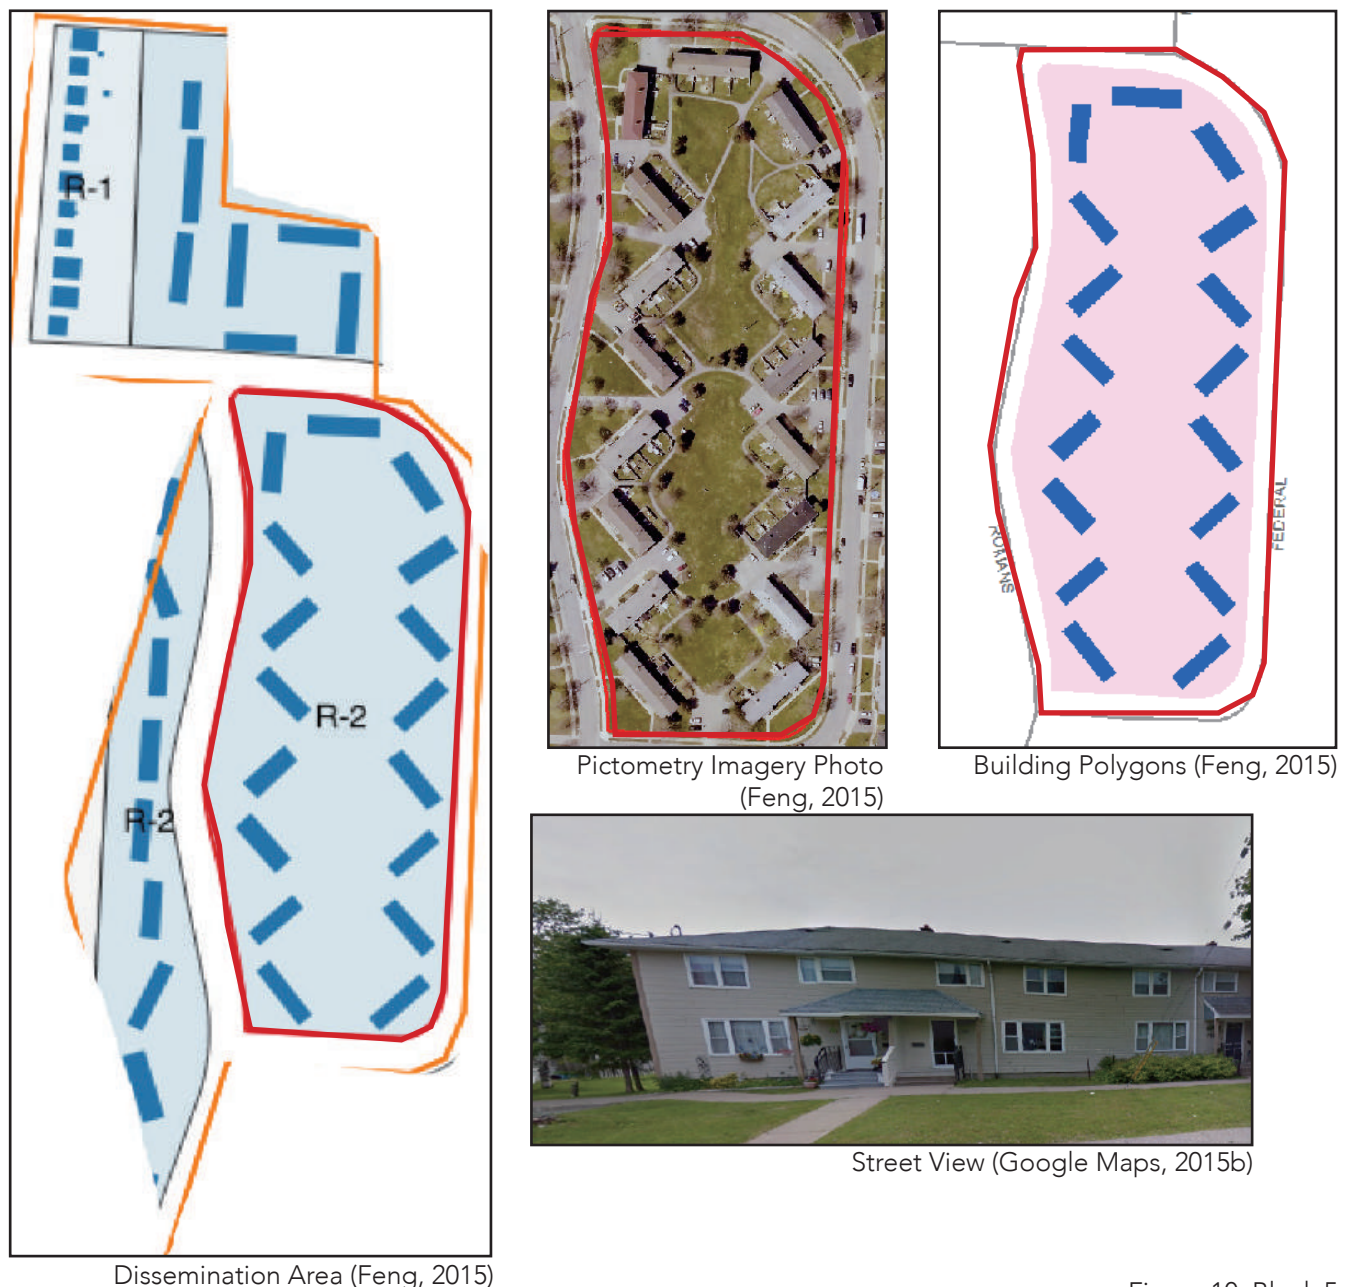 R-1
R-2
R-2
Dissemination Area (Feng, 2015)
Pictometry Imagery Photo
(Feng, 2015)
ROMANS
FEDERAL
Building Polygons (Feng, 2015)
Street View (Google Maps, 2015b)